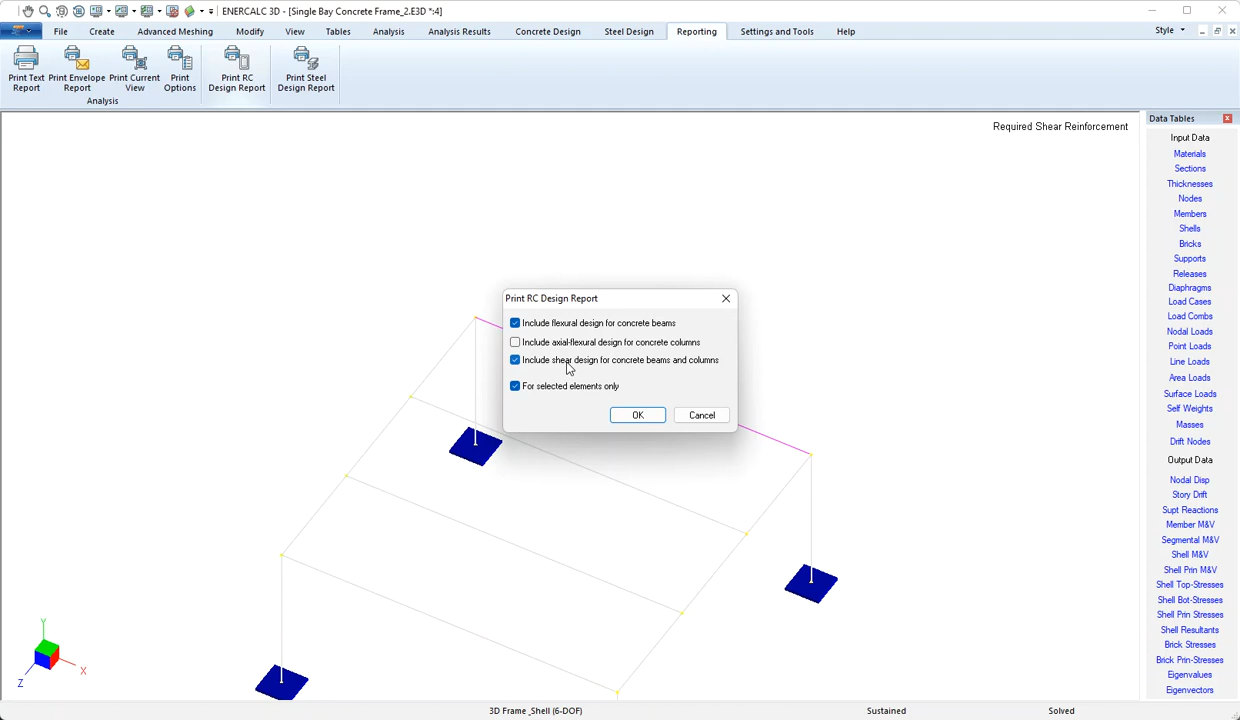 ENERCALC 3D - [Single Bay Concrete Frame_2.E3D *:4]
File Create Advanced Meshing Modify View Tables Analysis Analysis Results Concrete Design Steel Design Reporting Settings and Tools Help Style
Print Text Report
Print Envelope Report
Print Current View
Print Options
Print RC Design Report
Print Steel Design Report
Analysis
Required Shear Reinforcement
Print RC Design Report
Include flexural design for concrete beams
Include axial-flexural design for concrete columns
Include shear design for concrete beams and columns
For selected elements only
OK Cancel
Y
X
Z
Data Tables
Input Data
Materials
Sections
Thicknesses
Nodes
Members
Shells
Bricks
Supports
Releases
Diaphragms
Load Cases
Load Combs
Nodal Loads
Point Loads
Line Loads
Area Loads
Surface Loads
Self Weights
Masses
Drift Nodes
Output Data
Nodal Disp
Story Drift
Supt Reactions
Member M&V
Segmental M&V
Shell M&V
Shell Prin M&V
Shell Top-Stresses
Shell Bot-Stresses
Shell Prin Stresses
Shell Resultants
Brick Stresses
Brick Prin-Stresses
Eigenvalues
Eigenvectors
3D Frame _Shell (6-DOF) Sustained Solved